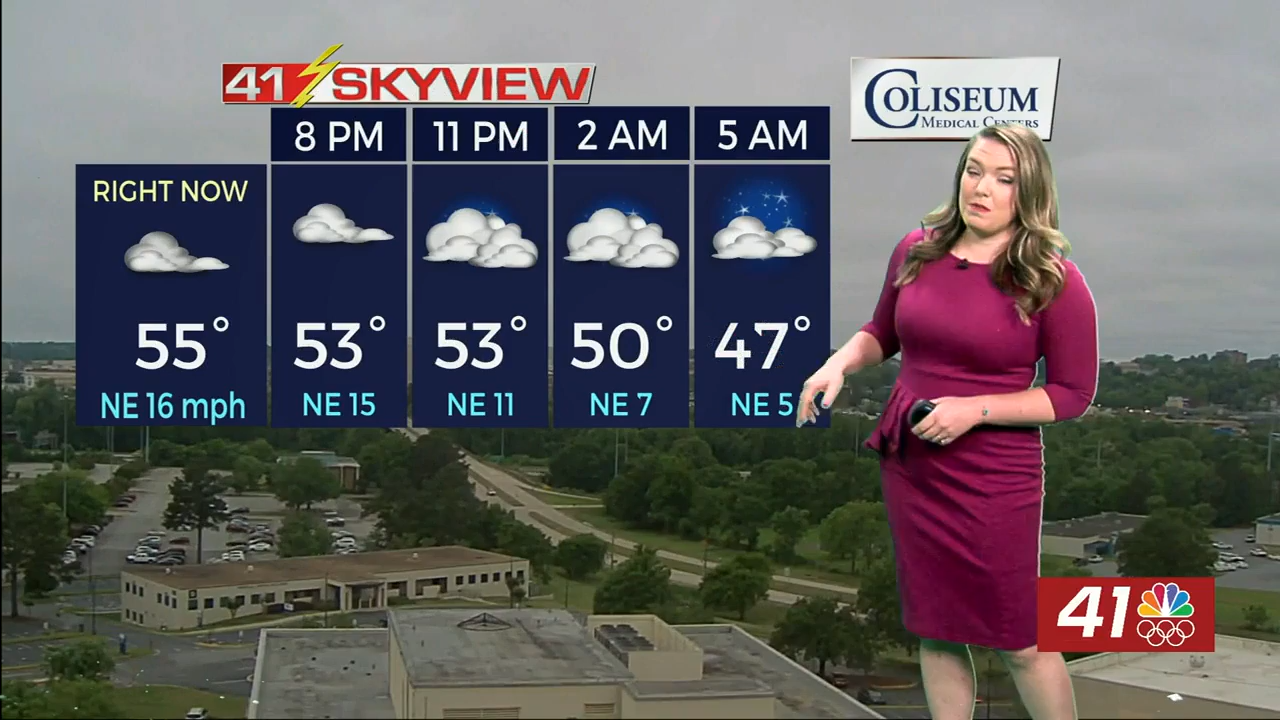 41 SKYVIEW
COLISEUM
MEDICAL CENTERS
8 PM
11 PM
2 AM
5 AM
RIGHT NOW
55°
53°
53°
50°
47°
NE 16 mph
NE 15
NE 11
NE 7
NE 5
41